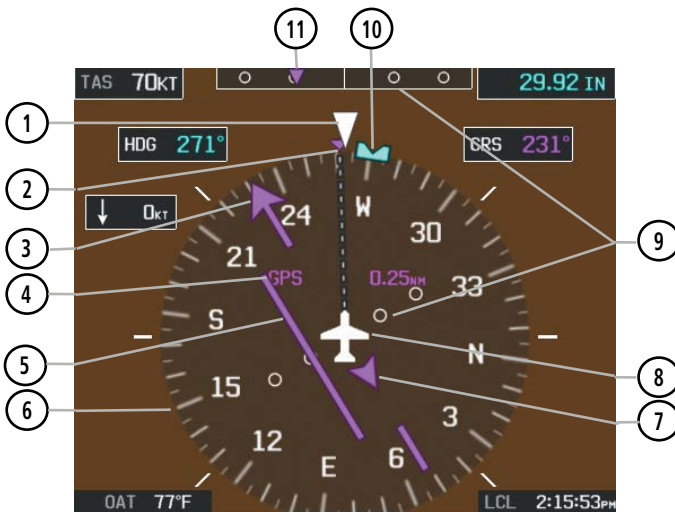 11
10
TAS 70KT
29.92 IN
1
HDG 271°
CRS 231°
2
0KT
3
24
W
30
21
9
4
GPS
0.25NM
33
S
5
8
N
15
6
7
3
12
E
6
OAT 77°F
LCL 2:15:53PM